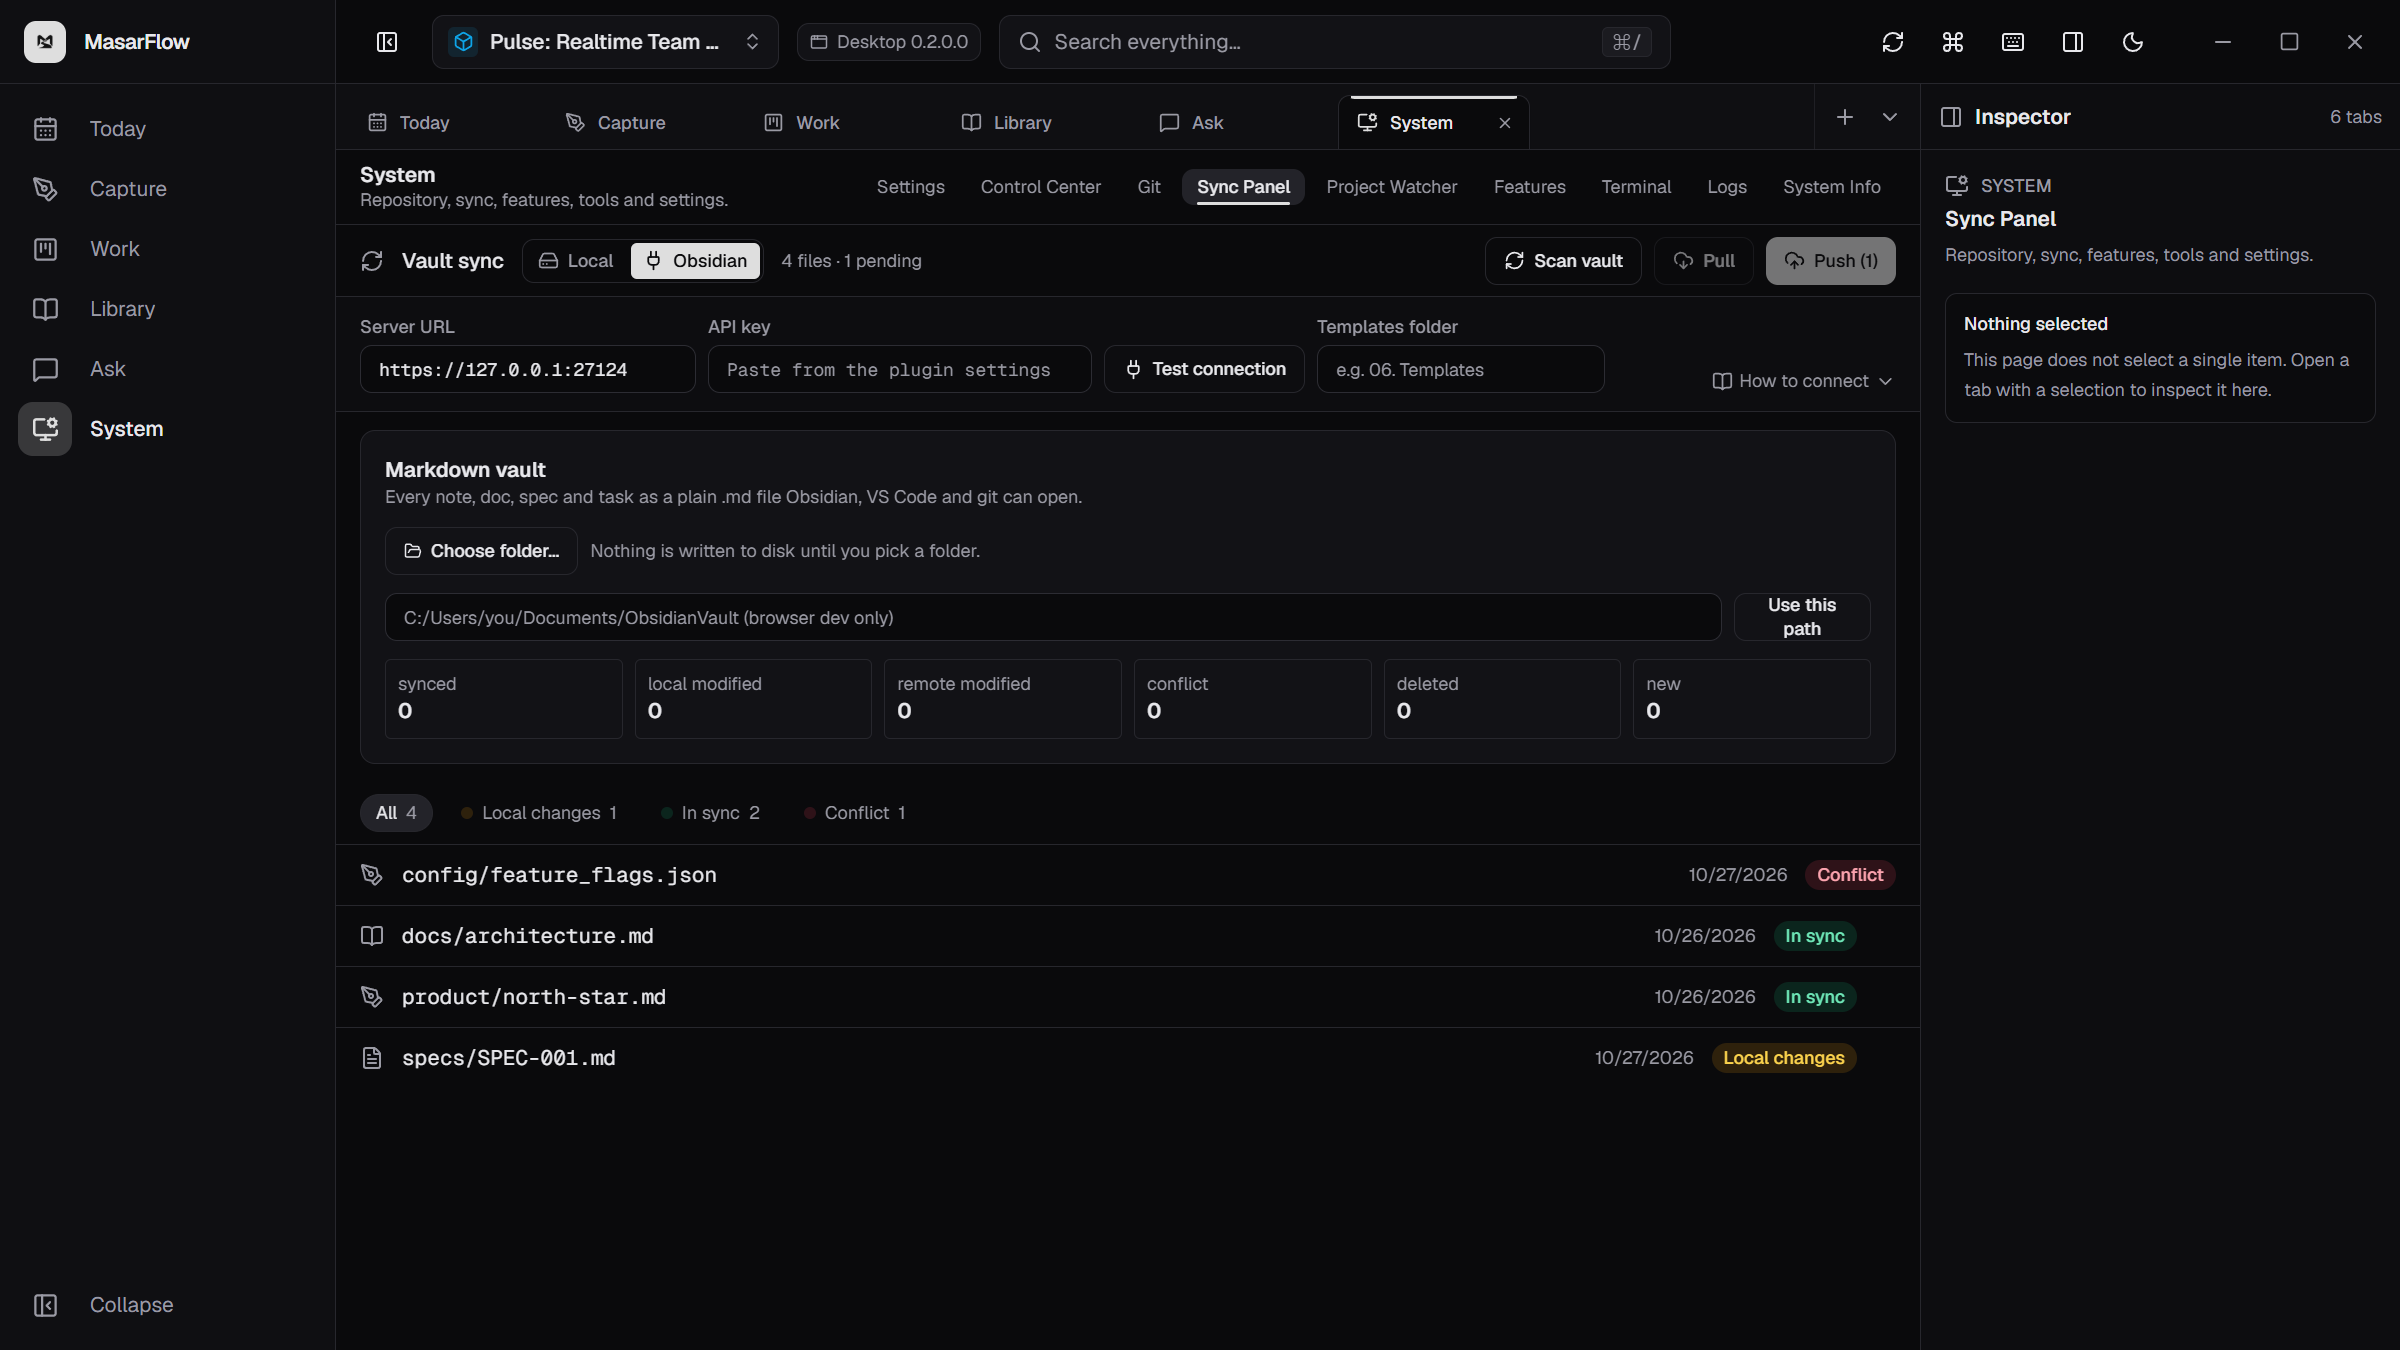 MasarFlow
Pulse: Realtime Team ...
Desktop 0.2.0.0
Search everything...
⌘/
Today
Capture
Work
Library
Ask
System
Collapse
Today
Capture
Work
Library
Ask
System
System
Repository, sync, features, tools and settings.
Settings
Control Center
Git
Sync Panel
Project Watcher
Features
Terminal
Logs
System Info
Vault sync
Local
Obsidian
4 files · 1 pending
Scan vault
Pull
Push (1)
Server URL
https://127.0.0.1:27124
API key
Paste from the plugin settings
Test connection
Templates folder
e.g. 06. Templates
How to connect
Markdown vault
Every note, doc, spec and task as a plain .md file Obsidian, VS Code and git can open.
Choose folder...
Nothing is written to disk until you pick a folder.
C:/Users/you/Documents/ObsidianVault (browser dev only)
Use this
path
synced
0
local modified
0
remote modified
0
conflict
0
deleted
0
new
0
All 4
Local changes 1
In sync 2
Conflict 1
config/feature_flags.json
10/27/2026
Conflict
docs/architecture.md
10/26/2026
In sync
product/north-star.md
10/26/2026
In sync
specs/SPEC-001.md
10/27/2026
Local changes
Inspector
6 tabs
SYSTEM
Sync Panel
Repository, sync, features, tools and settings.
Nothing selected
This page does not select a single item. Open a
tab with a selection to inspect it here.